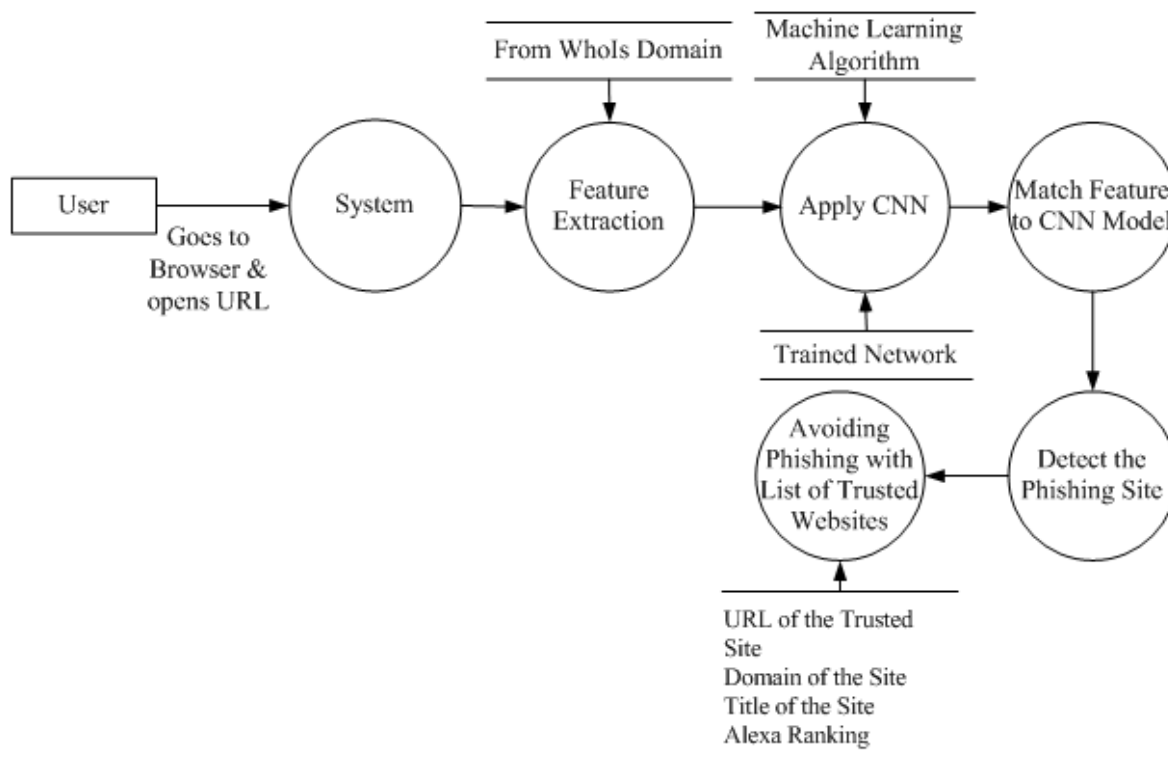 From WhoIs Domain
Machine Learning
Algorithm
User
Goes to
Browser &
opens URL
System
Feature
Extraction
Apply CNN
Match Feature
to CNN Model
Trained Network
Detect the
Phishing Site
Avoiding
Phishing with
List of Trusted
Websites
URL of the Trusted
Site
Domain of the Site
Title of the Site
Alexa Ranking